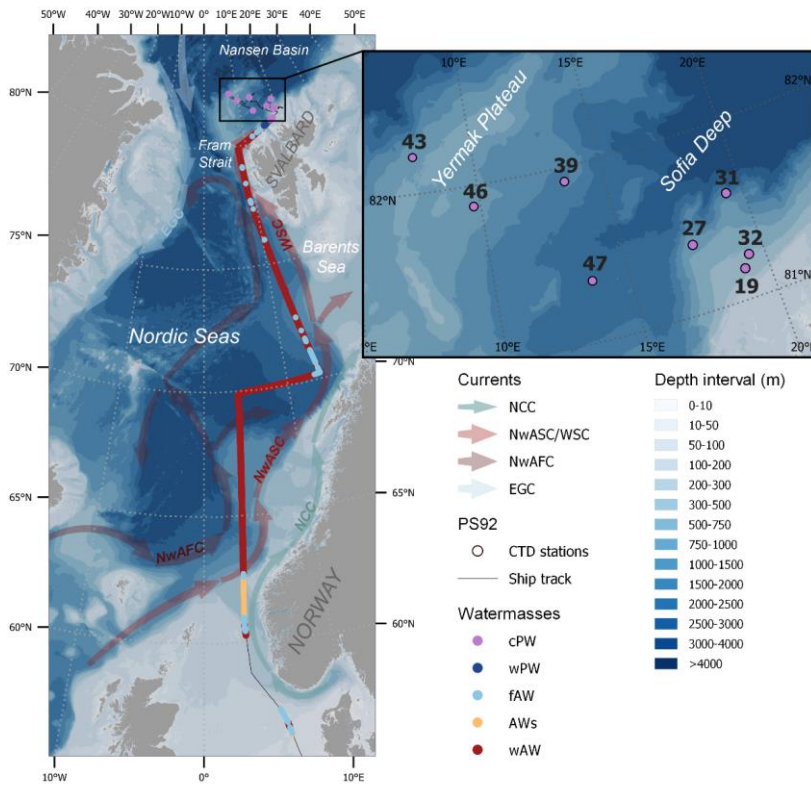 50°W 40°W 30°W 20°W 10°W 0° 10°E 20°E 30°E 40°E 50°E
Nansen Basin
80°N
80°N
Fram
Strait
SVALBARD
EGC
WSC
Barents
Sea
75°N
75°N
Nordic Seas
70°N
70°N
NwASC
65°N
65°N
NCC
NwAFC
NORWAY
60°N
60°N
10°W 0° 10°E
10°E 15°E 20°E
82°N
Yermak Plateau
Sofia Deep
43
39
31
82°N
46
27
32
19
47
81°N
°E 10°E 15°E 20°
Currents
NCC
NwASC/WSC
NwAFC
EGC
PS92
CTD stations
Ship track
Watermasses
cPW
wPW
fAW
AWs
wAW
Depth interval (m)
0-10
10-50
50-100
100-200
200-300
300-500
500-750
750-1000
1000-1500
1500-2000
2000-2500
2500-3000
3000-4000
>4000